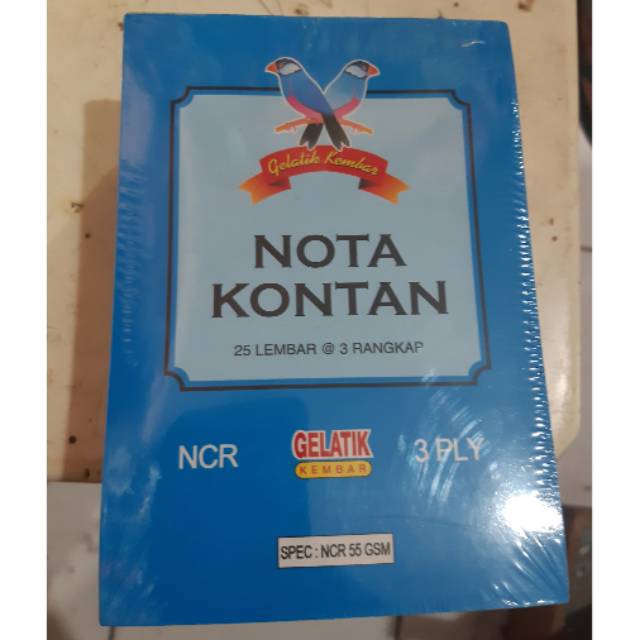 Gelatik Kembar
NOTA
KONTAN
25 LEMBAR @ 3 RANGKAP
NCR
GELATIK
KEMBAR
3 PLY
SPEC : NCR 55 GSM